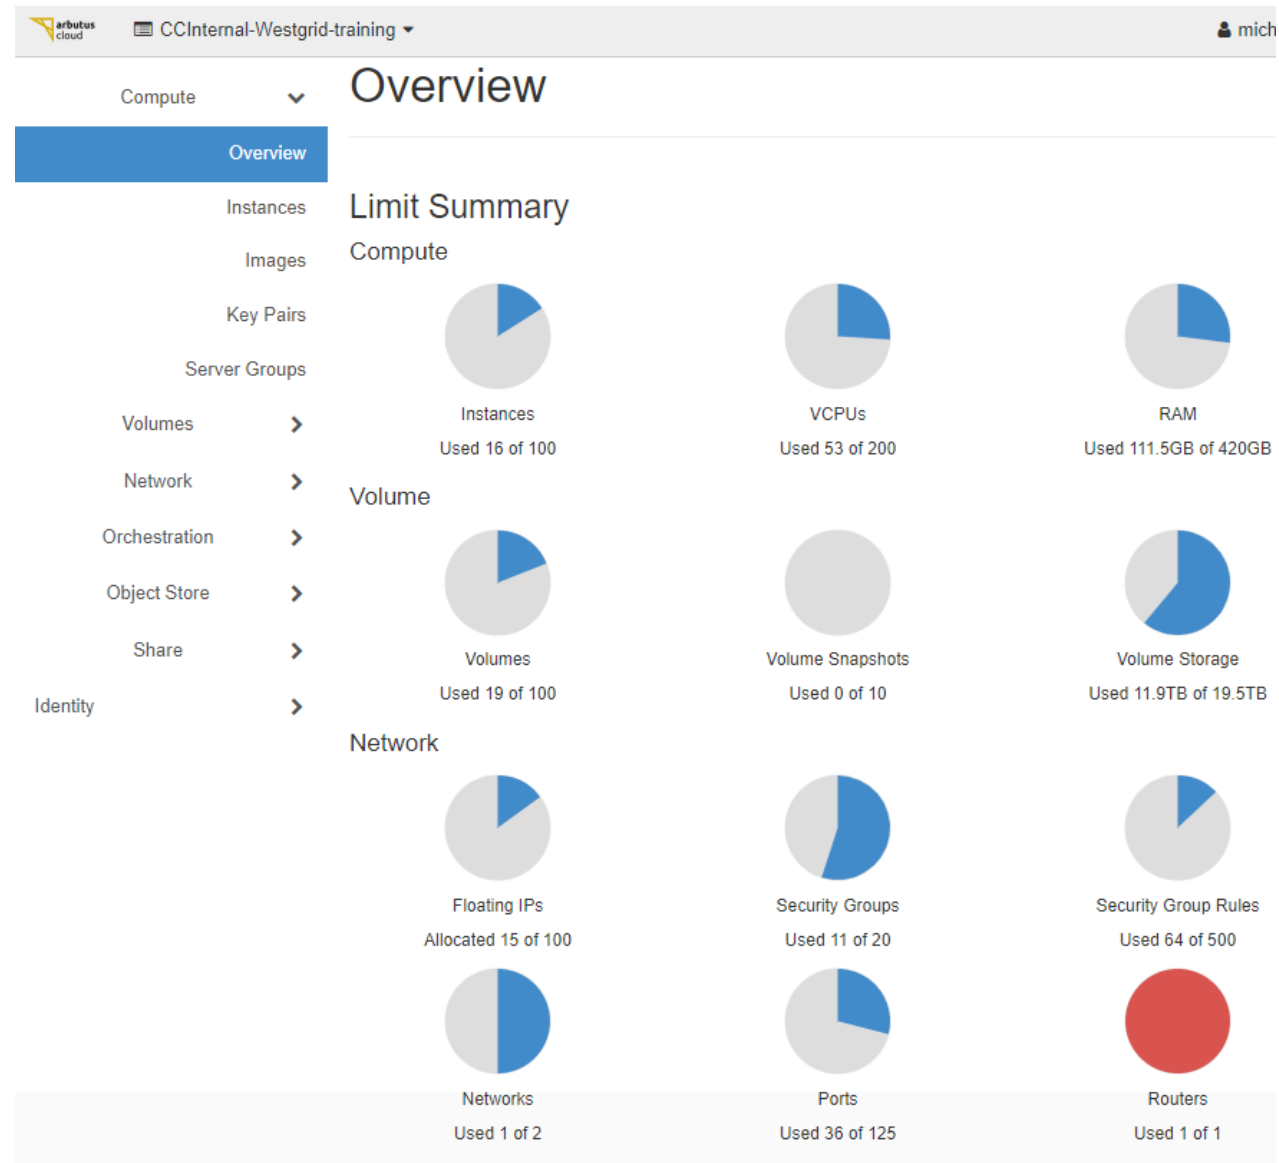 arbutus
cloud
CCInternal-Westgrid-training
mich
Compute
Overview
Instances
Images
Key Pairs
Server Groups
Volumes
Network
Orchestration
Object Store
Share
Identity
Overview
Limit Summary
Compute
Instances
Used 16 of 100
VCPUs
Used 53 of 200
RAM
Used 111.5GB of 420GB
Volume
Volumes
Used 19 of 100
Volume Snapshots
Used 0 of 10
Volume Storage
Used 11.9TB of 19.5TB
Network
Floating IPs
Allocated 15 of 100
Security Groups
Used 11 of 20
Security Group Rules
Used 64 of 500
Networks
Used 1 of 2
Ports
Used 36 of 125
Routers
Used 1 of 1